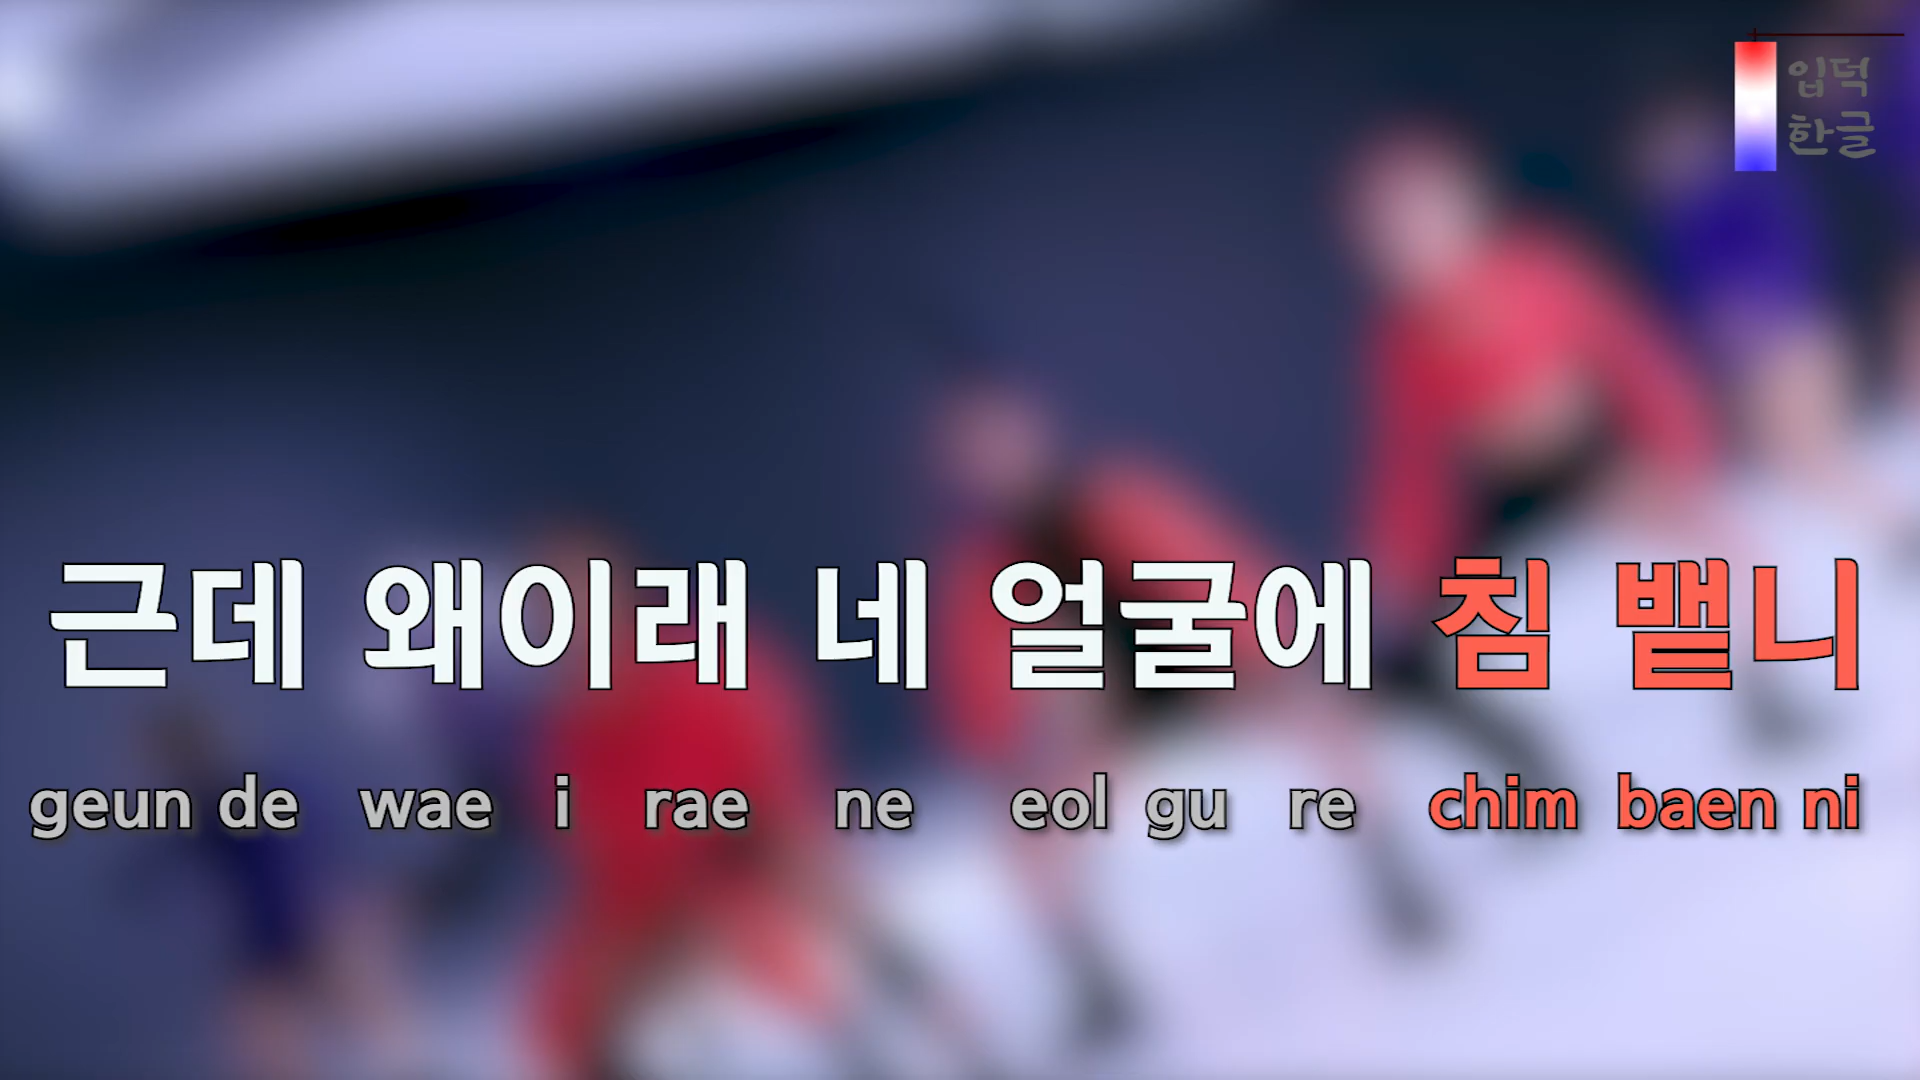 입덕
한글
근데 왜이래 네 얼굴에 침 뱉니
geun de wae i rae ne eol gu re chim baen ni